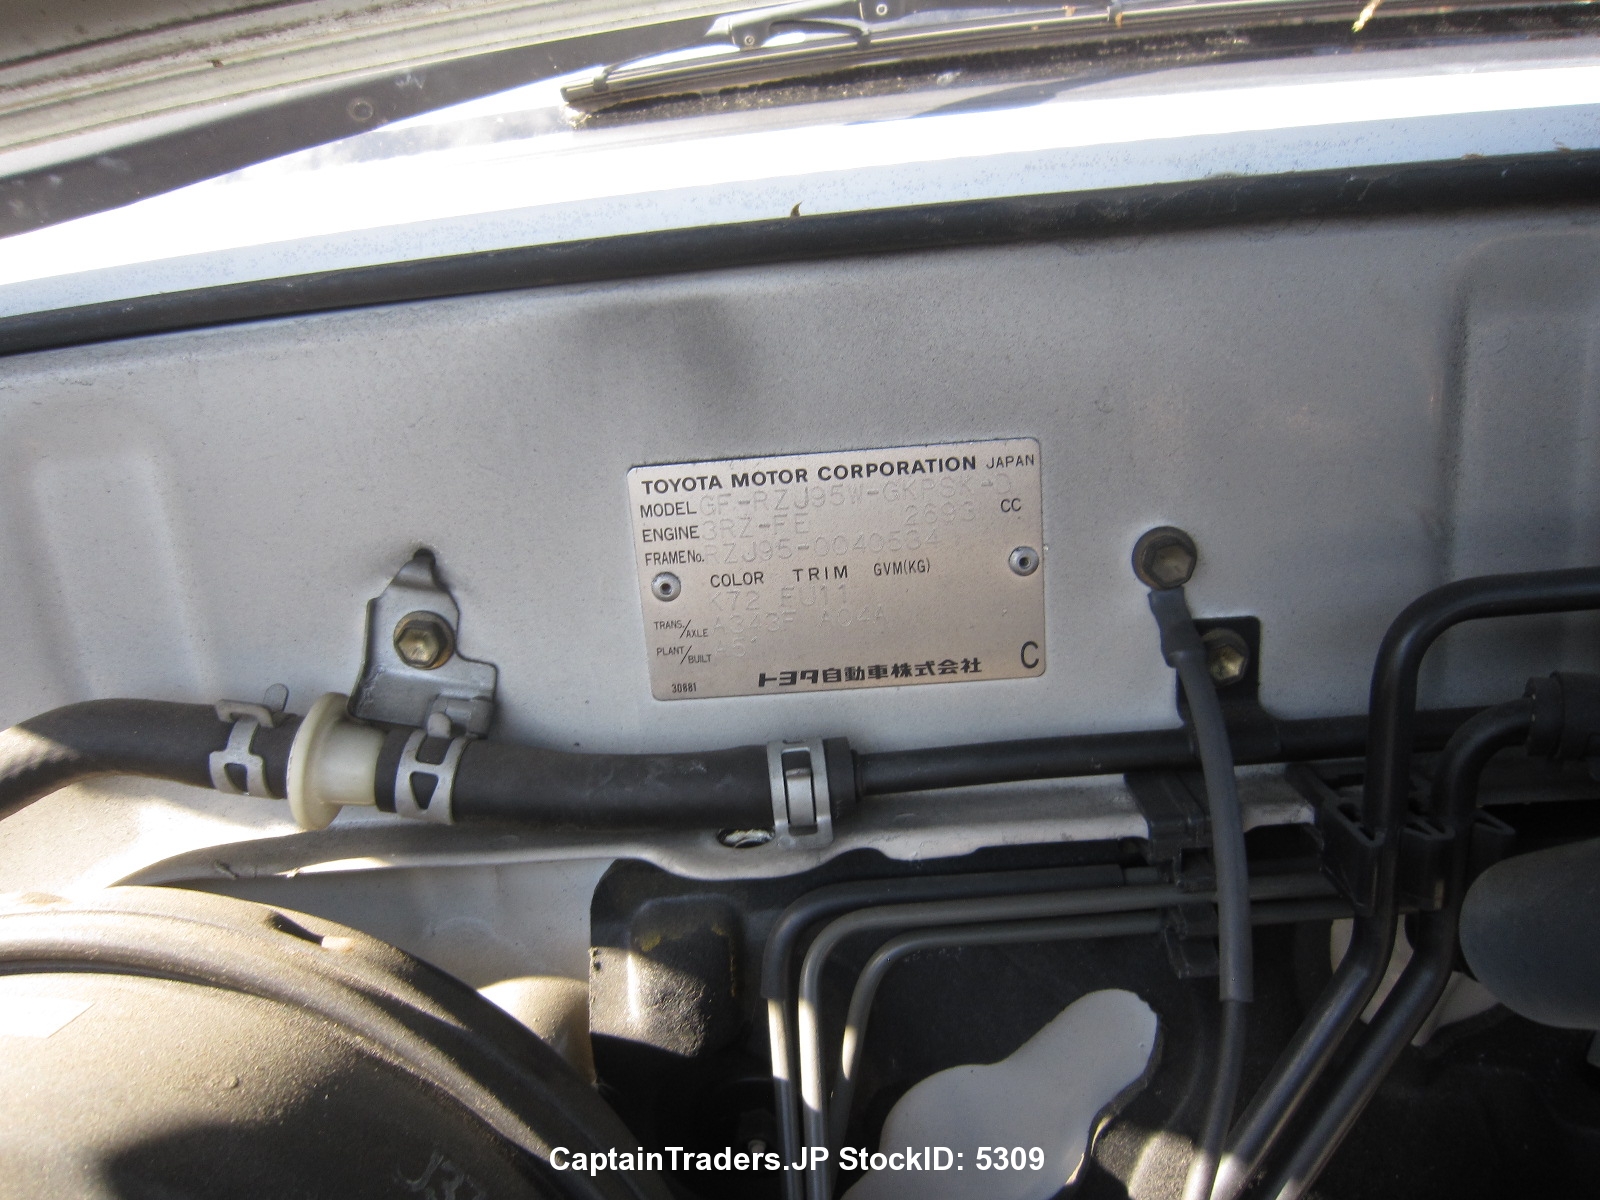 TOYOTA MOTOR CORPORATION JAPAN
MODEL GF-RZJ95W-GKPSK-D
ENGINE 3RZ-FE 2693 CC
FRAME No. RZJ95-0040534
COLOR TRIM GVM(KG)
K72 FU11
TRANS./AXLE A343F A04A
PLANT/BUILT
30881 トヨタ自動車株式会社 C
CaptainTraders.JP StockID: 5309